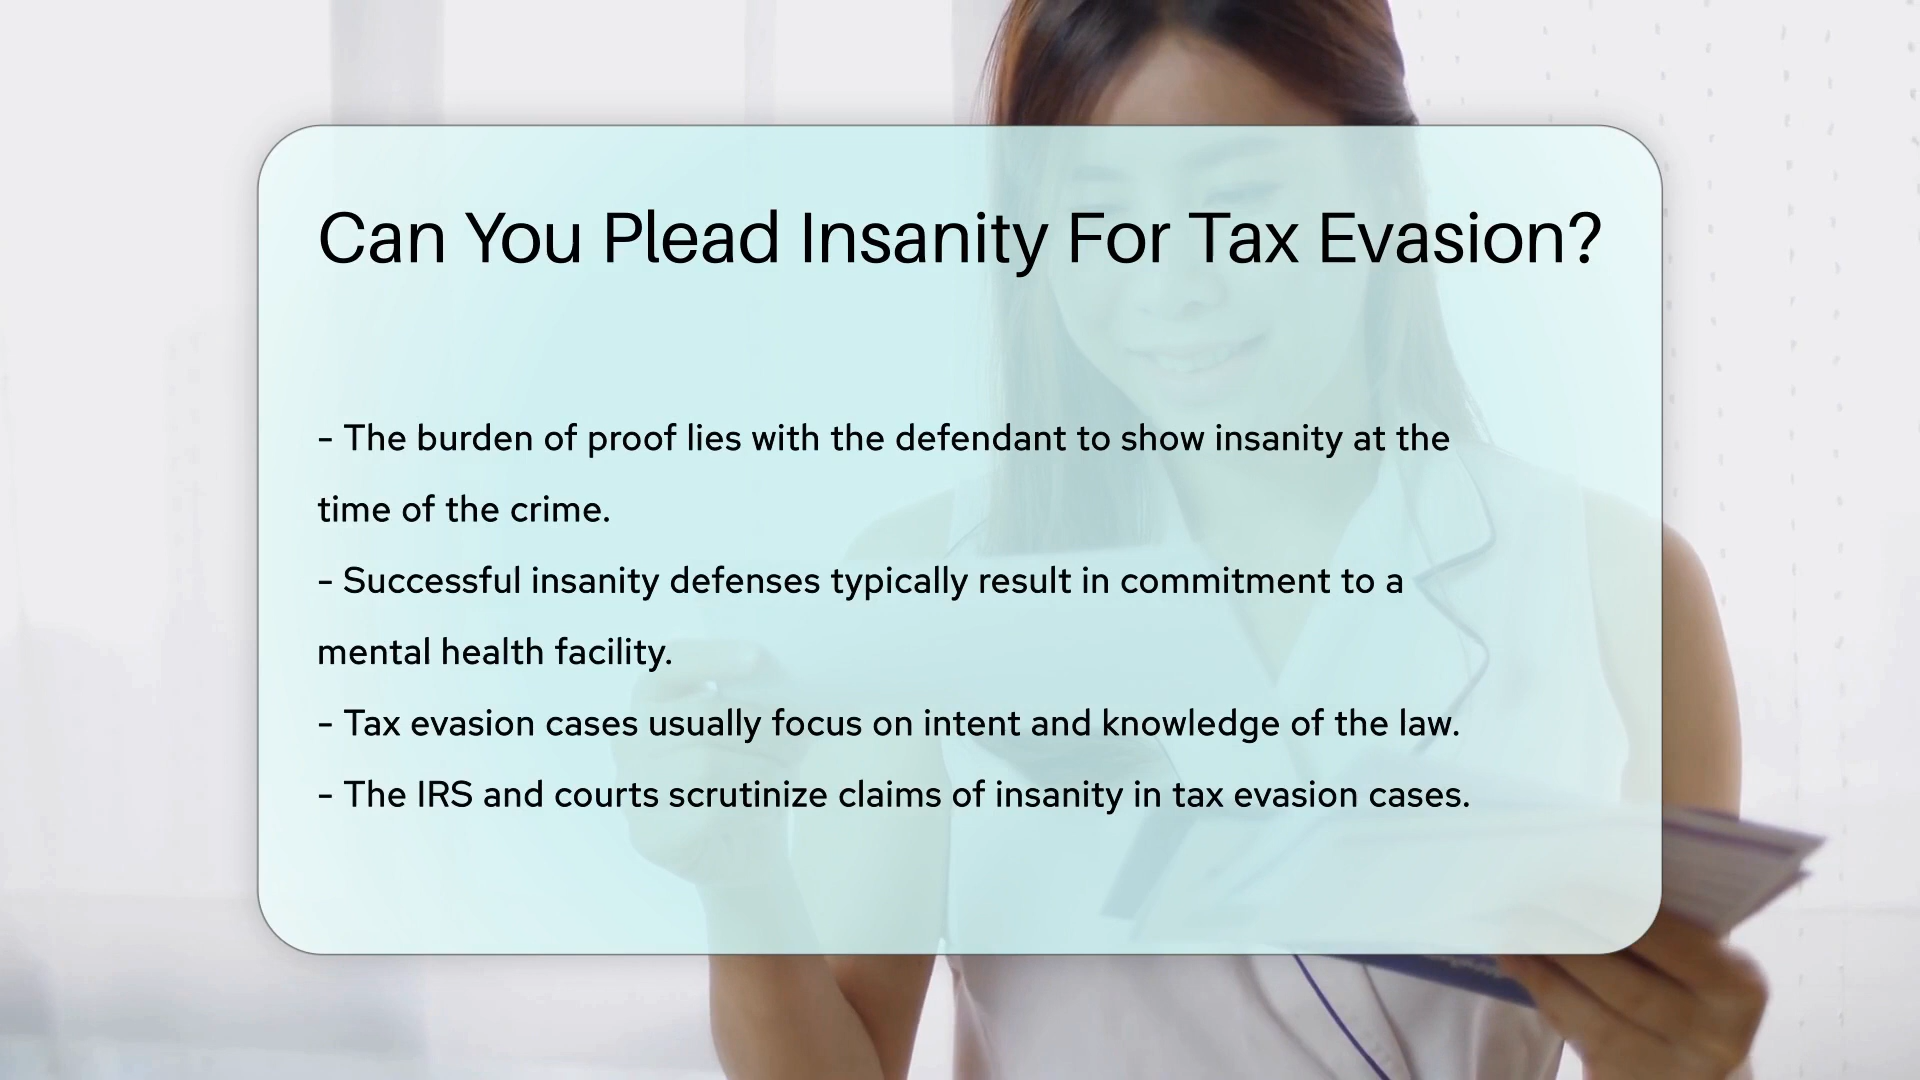 Can You Plead Insanity For Tax Evasion?
- The burden of proof lies with the defendant to show insanity at the
time of the crime.
- Successful insanity defenses typically result in commitment to a
mental health facility.
- Tax evasion cases usually focus on intent and knowledge of the law.
- The IRS and courts scrutinize claims of insanity in tax evasion cases.